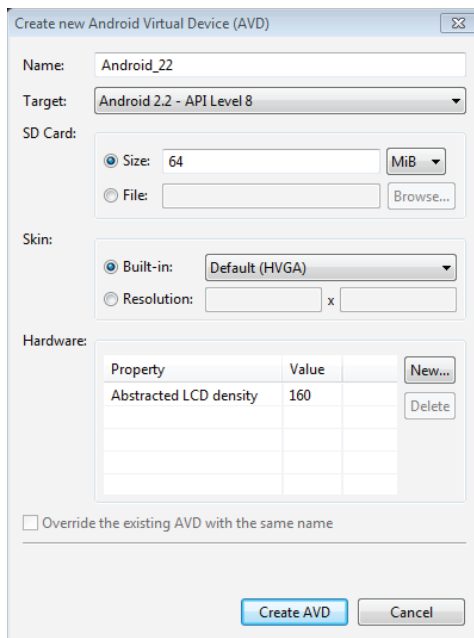 Create new Android Virtual Device (AVD)
Name: Android_22
Target: Android 2.2 - API Level 8
SD Card:
Size: 64 MiB
File: Browse...
Skin:
Built-in: Default (HVGA)
Resolution: x
Hardware:
Property Value New...
Abstracted LCD density 160
Delete
Override the existing AVD with the same name
Create AVD Cancel